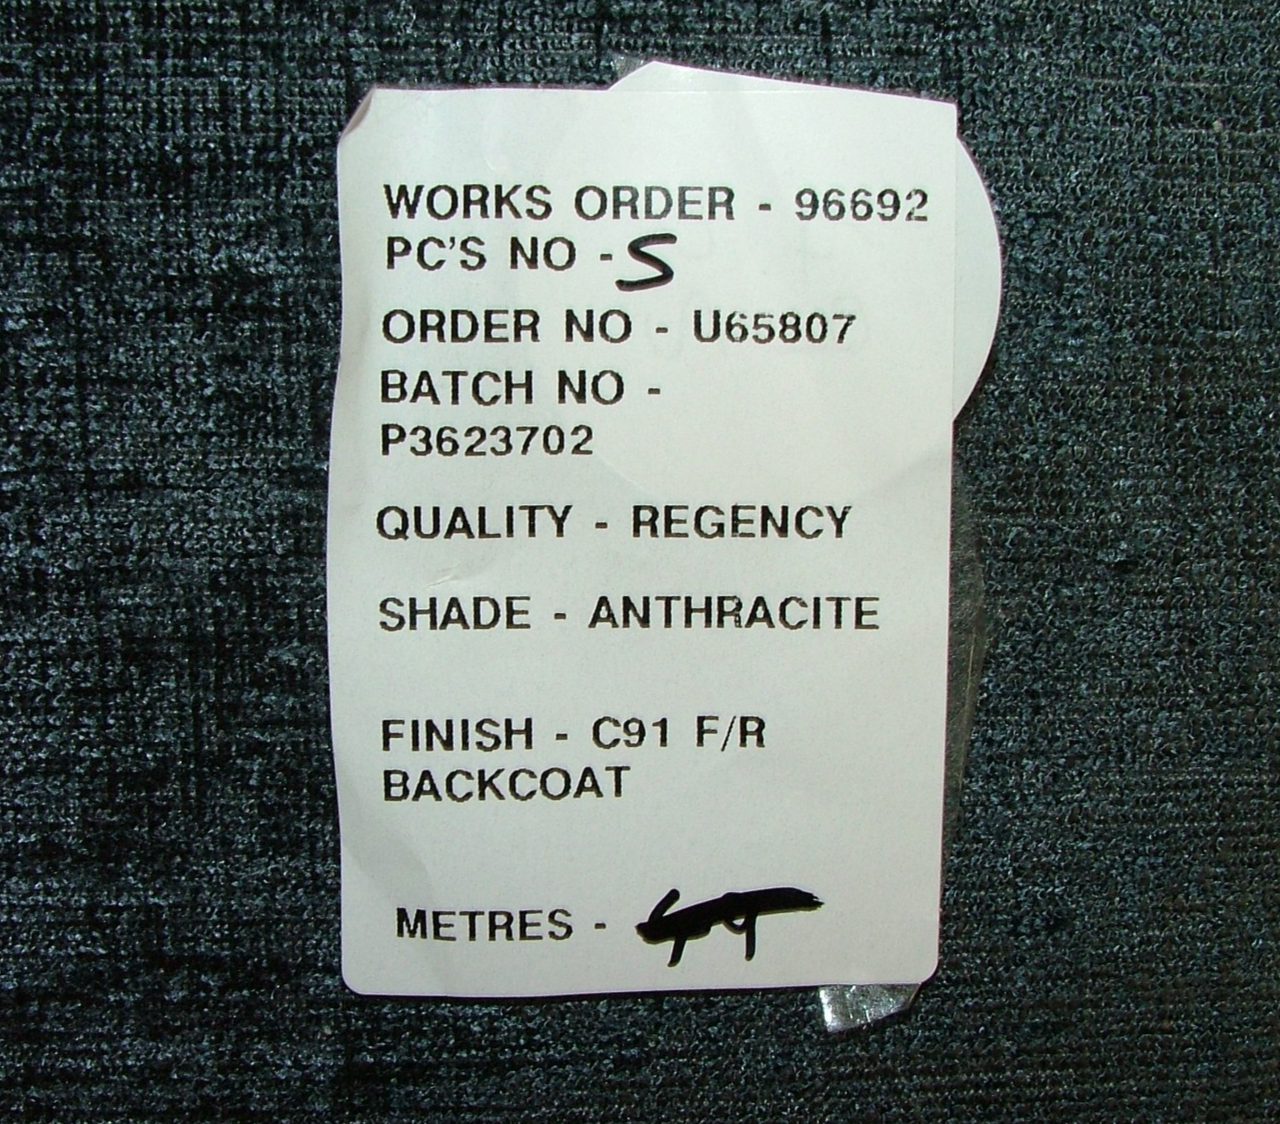 WORKS ORDER - 96692
PC'S NO - 5
ORDER NO - U65807
BATCH NO -
P3623702
QUALITY - REGENCY
SHADE - ANTHRACITE
FINISH - C91 F/R
BACKCOAT
METRES -